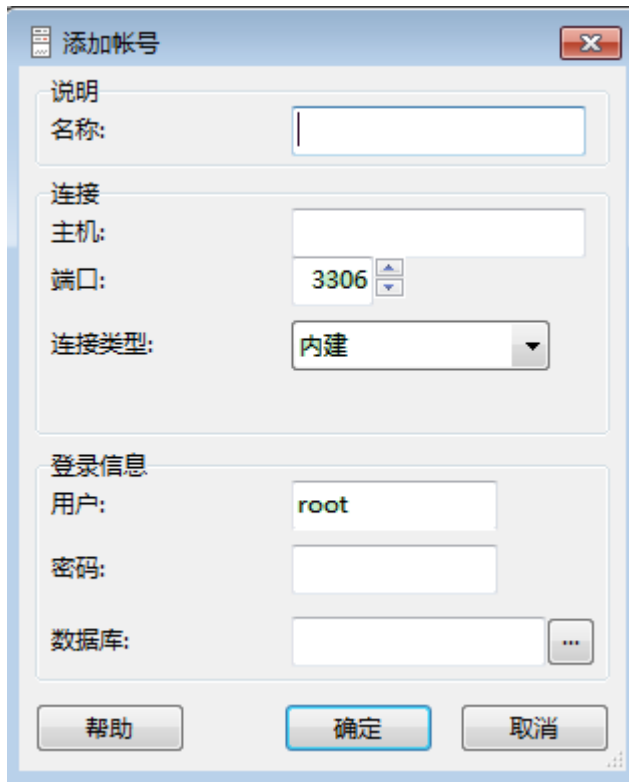 添加帐号
说明
名称:
连接
主机:
端口: 3306
连接类型: 内建
登录信息
用户: root
密码:
数据库: ...
帮助 确定 取消